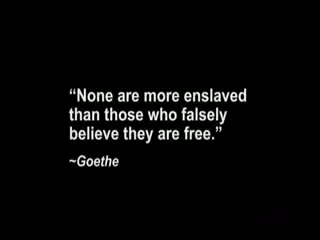 “None are more enslaved
than those who falsely
believe they are free.”
~Goethe